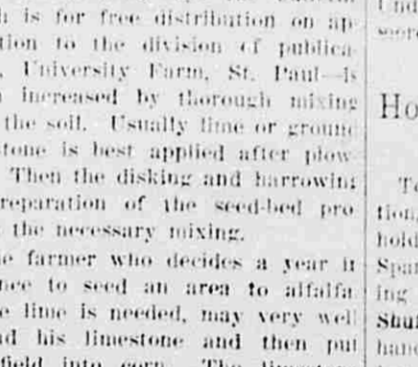 h is for free distribution on ap
tion to the division of publica
, University Farm, St. Paul—is
increased by thorough mixing
the soil. Usually lime or ground
stone is best applied after plow
Then the disking and harrowing
reparation of the seed-bed pro
the necessary mixing.
e farmer who decides a year in
nce to seed an area to alfalfa
e lime is needed, may very well
d his limestone and then put
field into corn. The
Ho
To
tion,
hold
Span
ing
Shur
hand